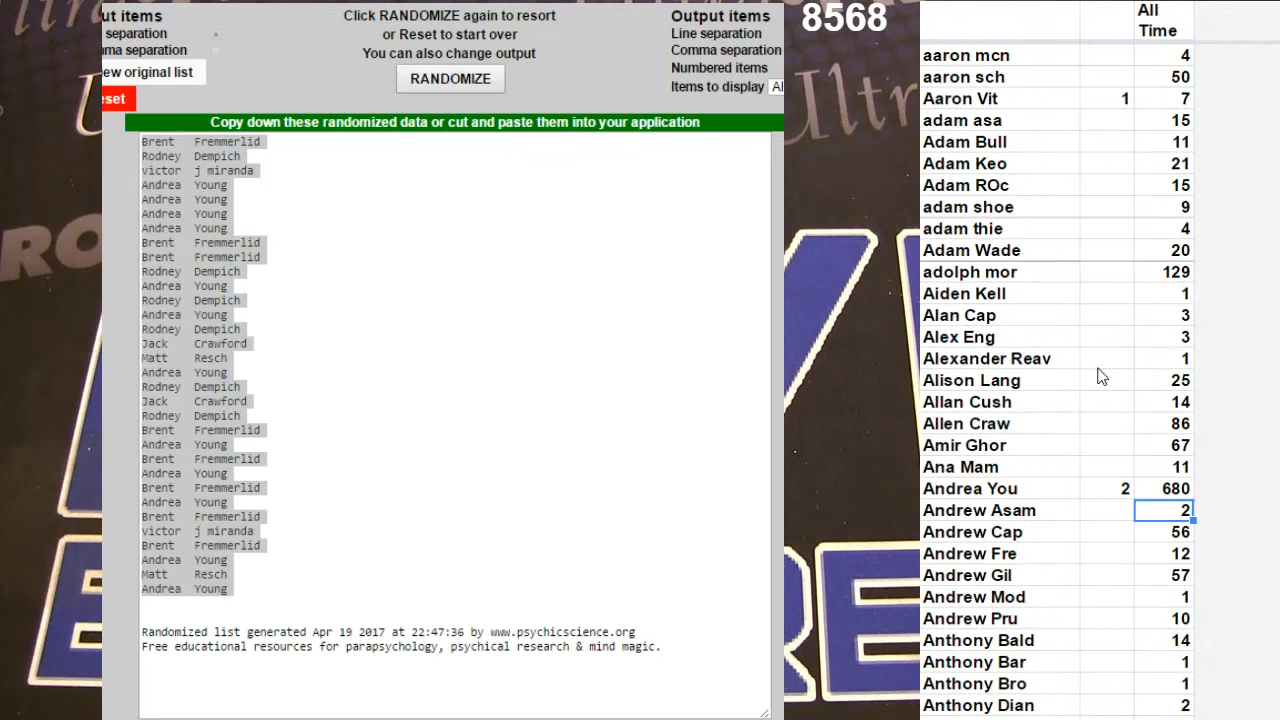 ut items
separation
ma separation
ew original list
eset
Click RANDOMIZE again to resort
or Reset to start over
You can also change output
RANDOMIZE
Output items
Line separation
Comma separation
Numbered items
Items to display Al
Copy down these randomized data or cut and paste them into your application
Brent Fremmerlid
Rodney Dempich
victor j miranda
Andrea Young
Andrea Young
Andrea Young
Andrea Young
Brent Fremmerlid
Brent Fremmerlid
Rodney Dempich
Andrea Young
Rodney Dempich
Andrea Young
Rodney Dempich
Jack Crawford
Matt Resch
Andrea Young
Rodney Dempich
Jack Crawford
Rodney Dempich
Brent Fremmerlid
Andrea Young
Brent Fremmerlid
Andrea Young
Brent Fremmerlid
Andrea Young
Brent Fremmerlid
victor j miranda
Brent Fremmerlid
Andrea Young
Matt Resch
Andrea Young
Randomized list generated Apr 19 2017 at 22:47:36 by www.psychicscience.org
Free educational resources for parapsychology, psychical research & mind magic.
8568
All
Time
aaron mcn 4
aaron sch 50
Aaron Vit 1 7
adam asa 15
Adam Bull 11
Adam Keo 21
Adam ROc 15
adam shoe 9
adam thie 4
Adam Wade 20
adolph mor 129
Aiden Kell 1
Alan Cap 3
Alex Eng 3
Alexander Reav 1
Alison Lang 25
Allan Cush 14
Allen Craw 86
Amir Ghor 67
Ana Mam 11
Andrea You 2 680
Andrew Asam 2
Andrew Cap 56
Andrew Fre 12
Andrew Gil 57
Andrew Mod 1
Andrew Pru 10
Anthony Bald 14
Anthony Bar 1
Anthony Bro 1
Anthony Dian 2